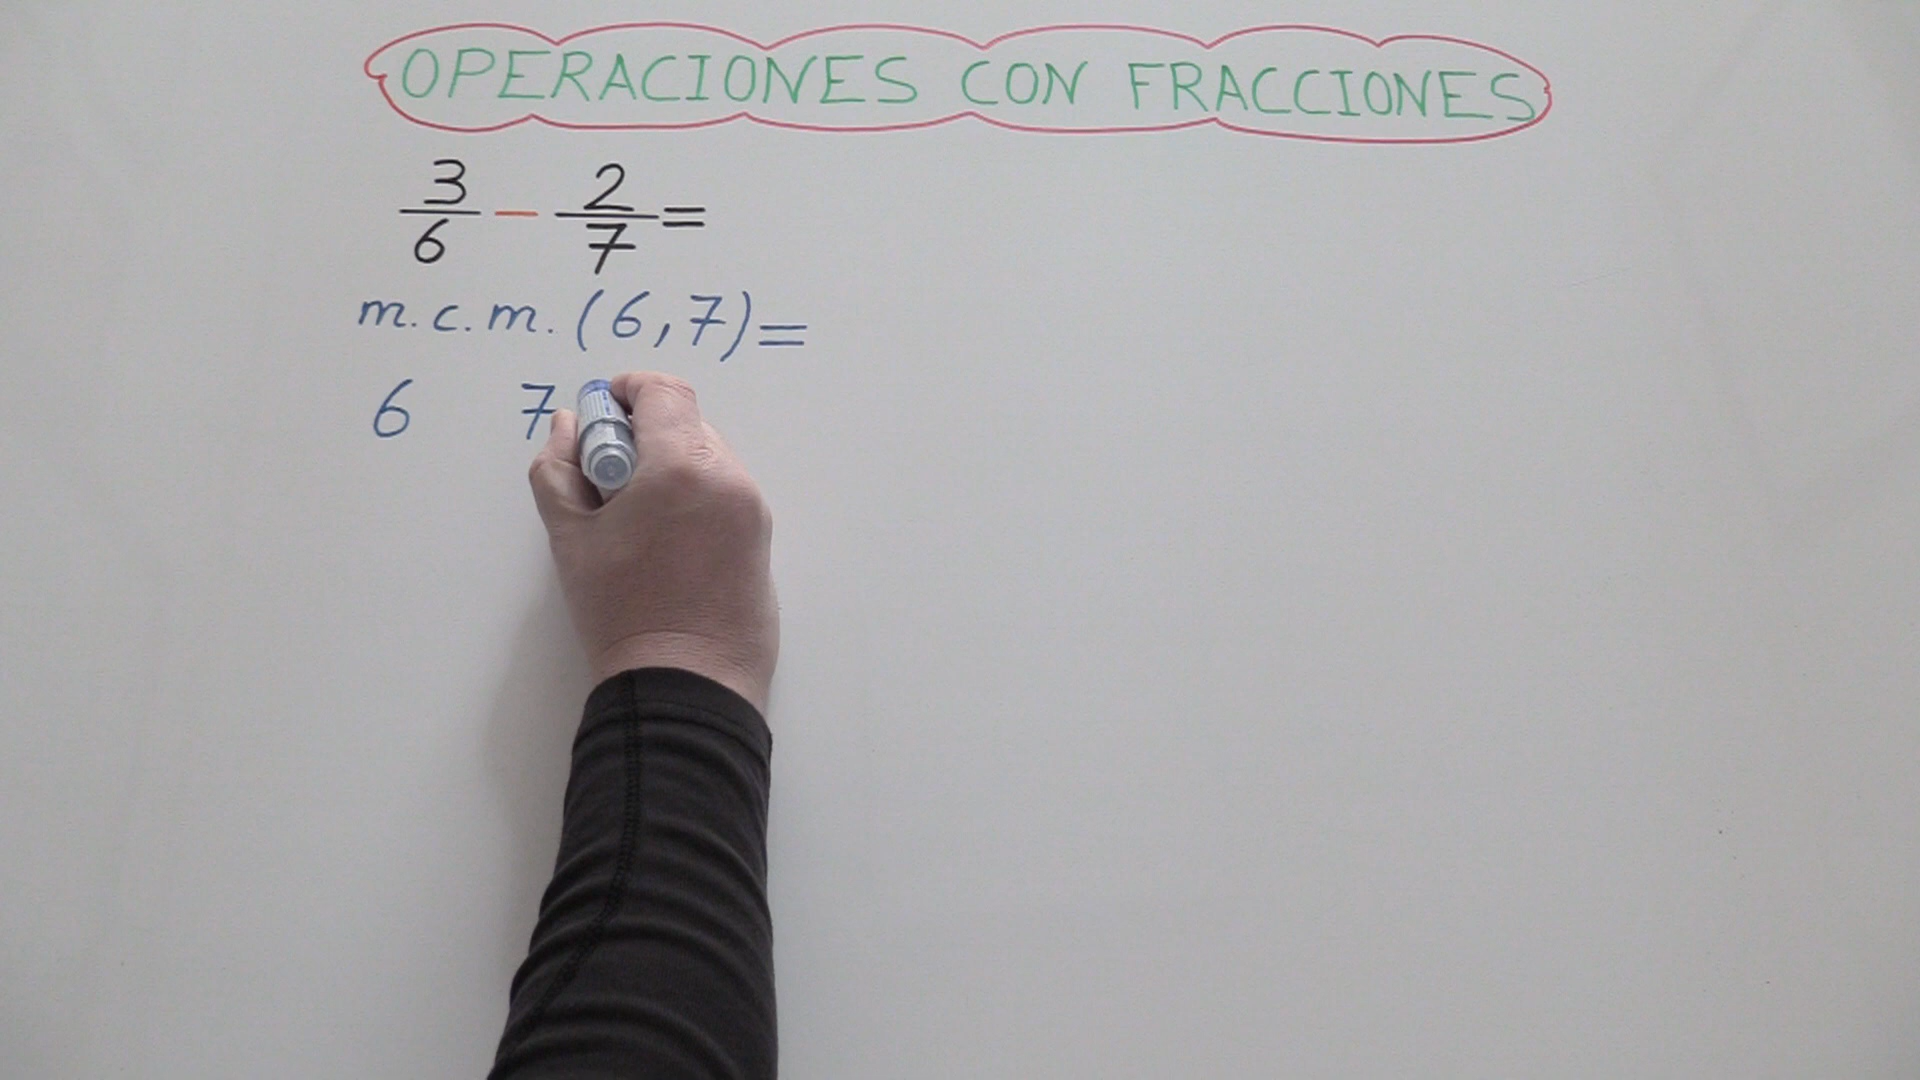 OPERACIONES CON FRACCIONES
3/6 - 2/7 =
m.c.m. (6,7) =
6 7